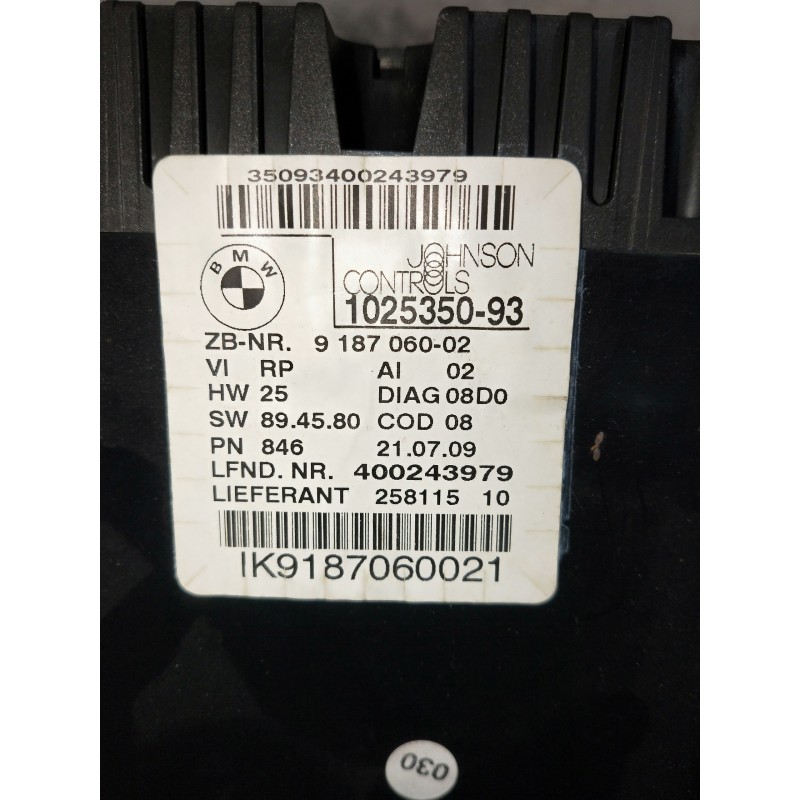 35093400243979
BMW
JOHNSON
CONTROLS
1025350-93
ZB-NR. 9 187 060-02
VI RP AI 02
HW 25 DIAG 08D0
SW 89.45.80 COD 08
PN 846 21.07.09
LFND. NR. 400243979
LIEFERANT 258115 10
IK9187060021
030